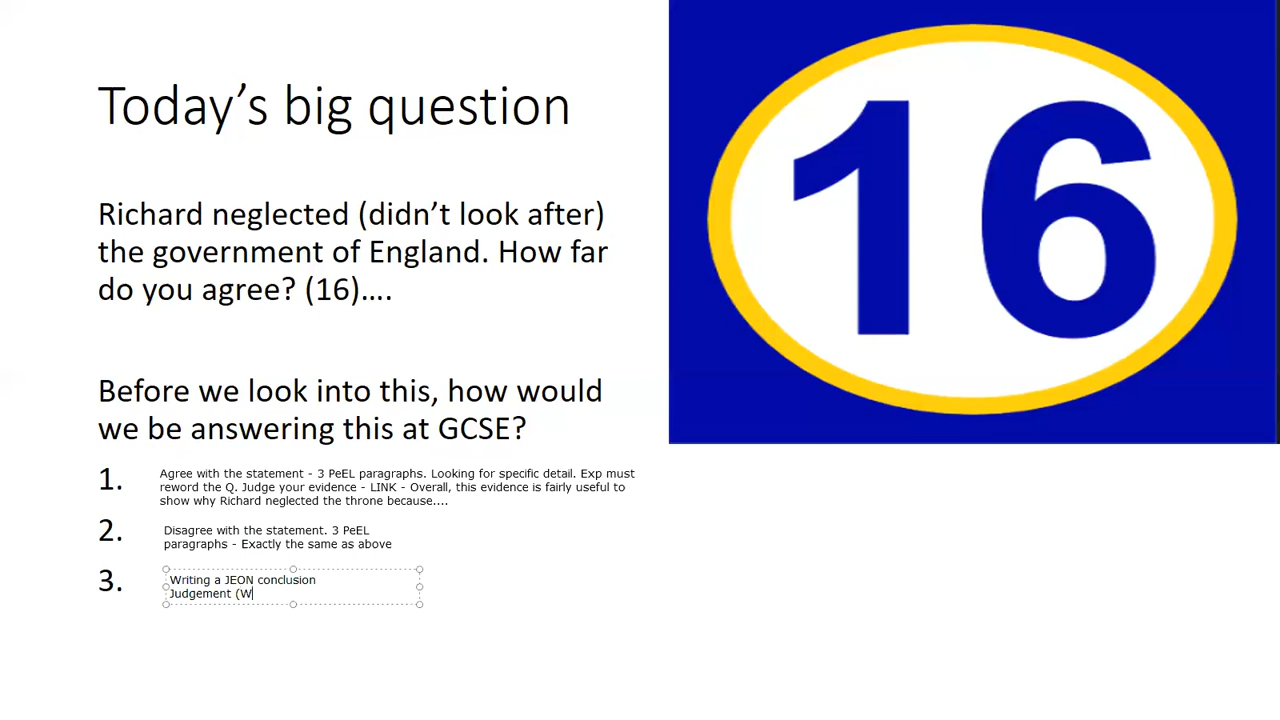 Today's big question
16
Richard neglected (didn't look after)
the government of England. How far
do you agree? (16)....
Before we look into this, how would
we be answering this at GCSE?
1. Agree with the statement - 3 PeEL paragraphs. Looking for specific detail. Exp must
reword the Q. Judge your evidence - LINK - Overall, this evidence is fairly useful to
show why Richard neglected the throne because....
2. Disagree with the statement. 3 PeEL
paragraphs - Exactly the same as above
3. Writing a JEON conclusion
Judgement (W